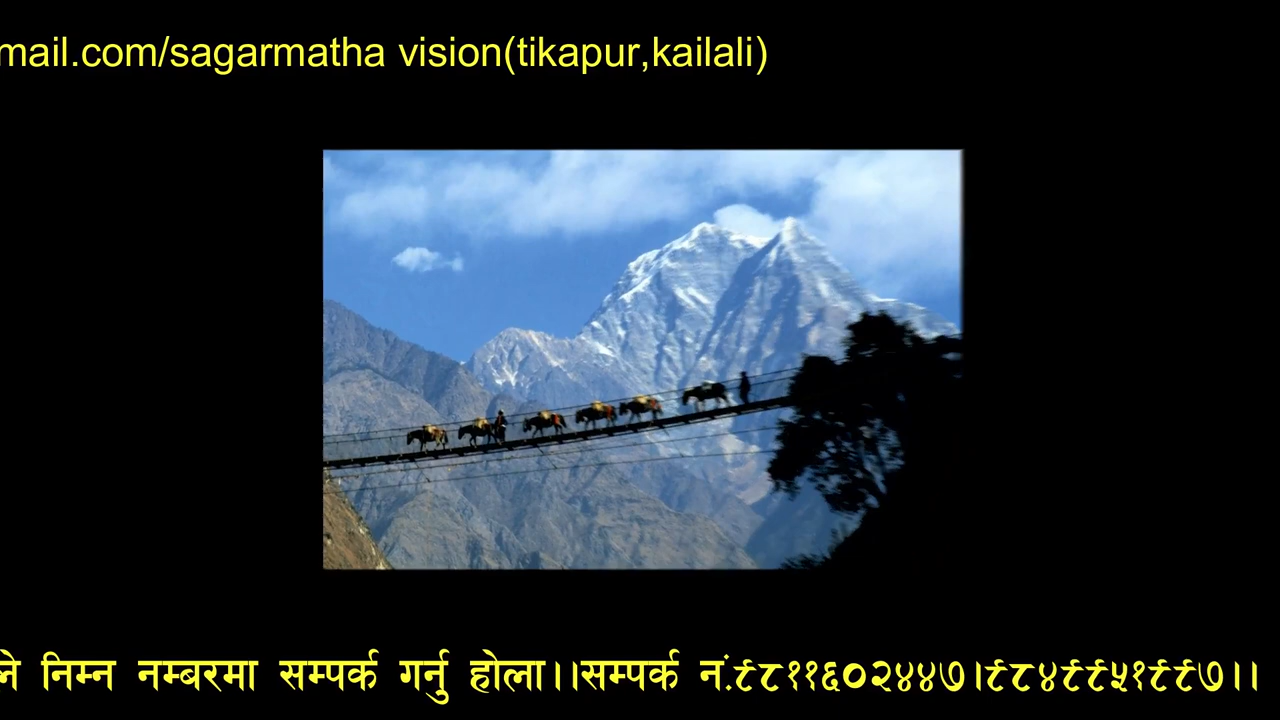 mail.com/sagarmatha vision(tikapur,kailali)
ने निम्न नम्बरमा सम्पर्क गर्नु होला।।सम्पर्क नं.९८११६०२४४७।९८४९९५१९९७।।